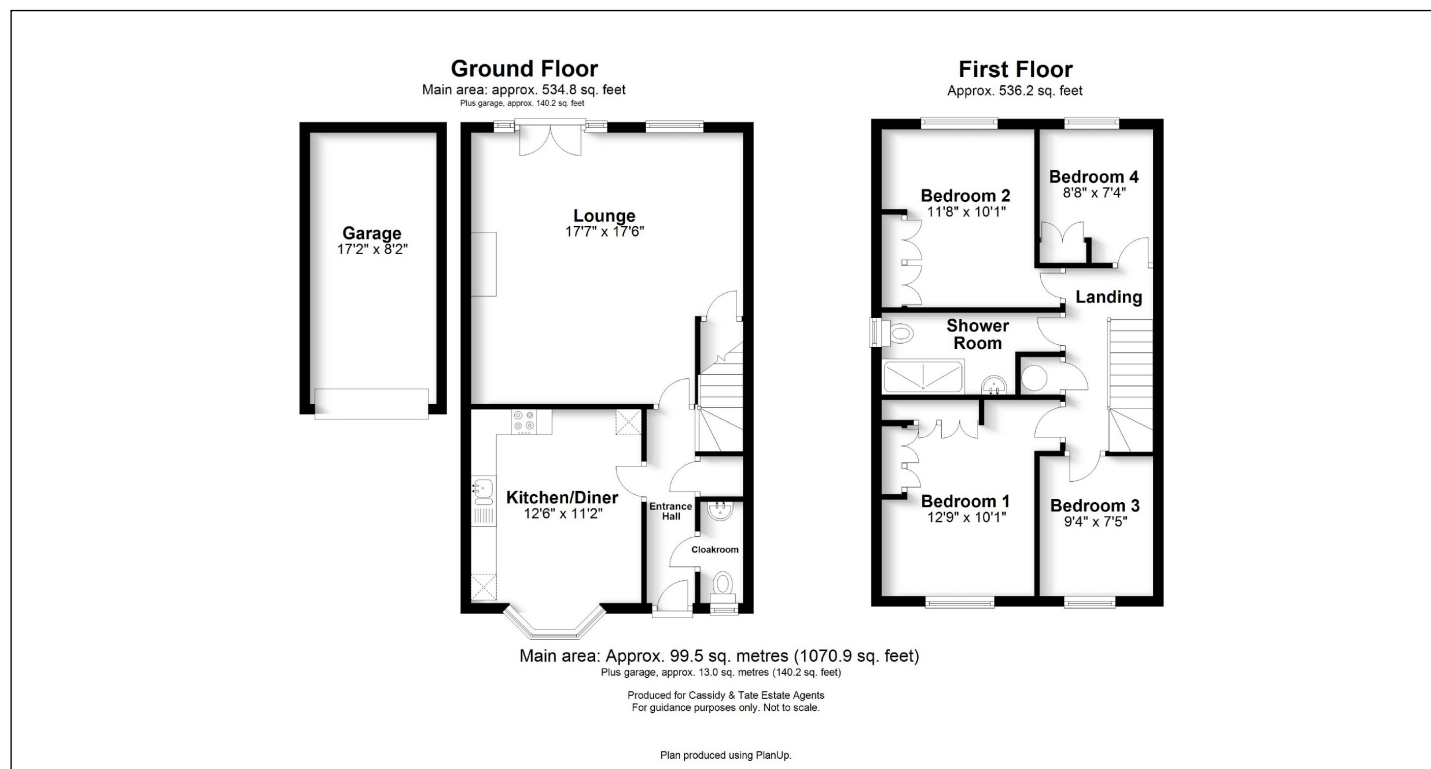 Ground Floor
Main area: approx. 534.8 sq. feet
Plus garage, approx. 140.2 sq. feet
Garage
17'2" x 8'2"
Lounge
17'7" x 17'6"
Kitchen/Diner
12'6" x 11'2"
Entrance
Hall
Cloakroom
First Floor
Approx. 536.2 sq. feet
Bedroom 2
11'8" x 10'1"
Bedroom 4
8'8" x 7'4"
Landing
Shower
Room
Bedroom 1
12'9" x 10'1"
Bedroom 3
9'4" x 7'5"
Main area: Approx. 99.5 sq. metres (1070.9 sq. feet)
Plus garage, approx. 13.0 sq. metres (140.2 sq. feet)
Produced for Cassidy & Tate Estate Agents
For guidance purposes only. Not to scale.
Plan produced using PlanUp.